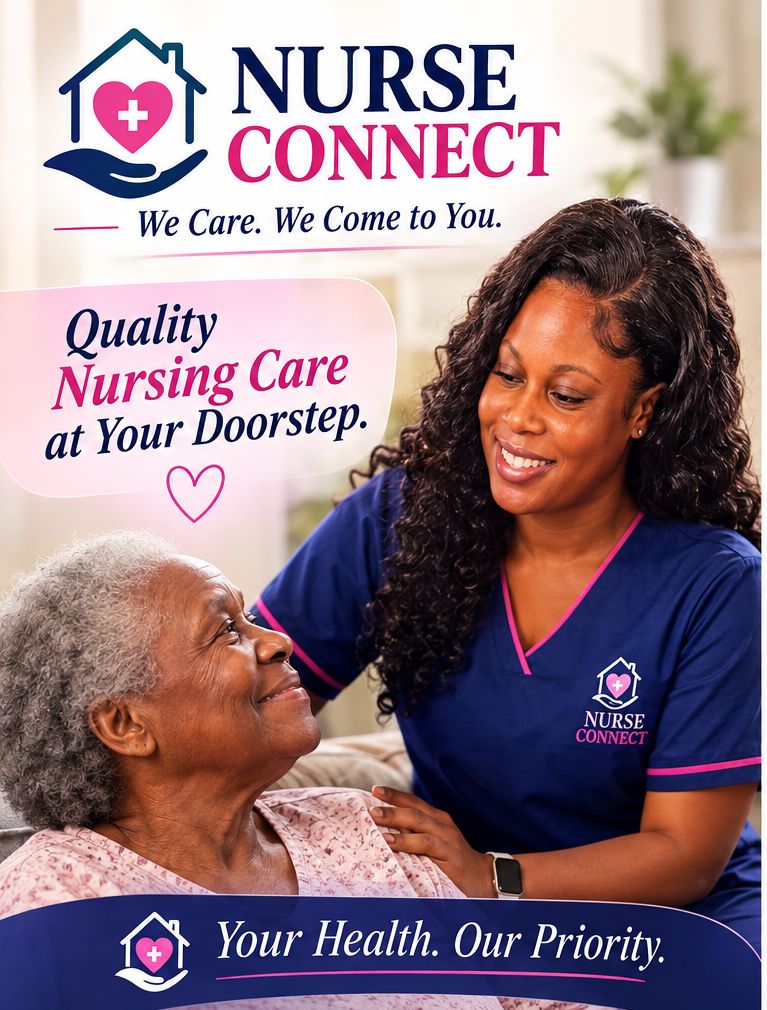 NURSE
CONNECT
We Care. We Come to You.
Quality
Nursing Care
at Your Doorstep.
NURSE
CONNECT
Your Health. Our Priority.